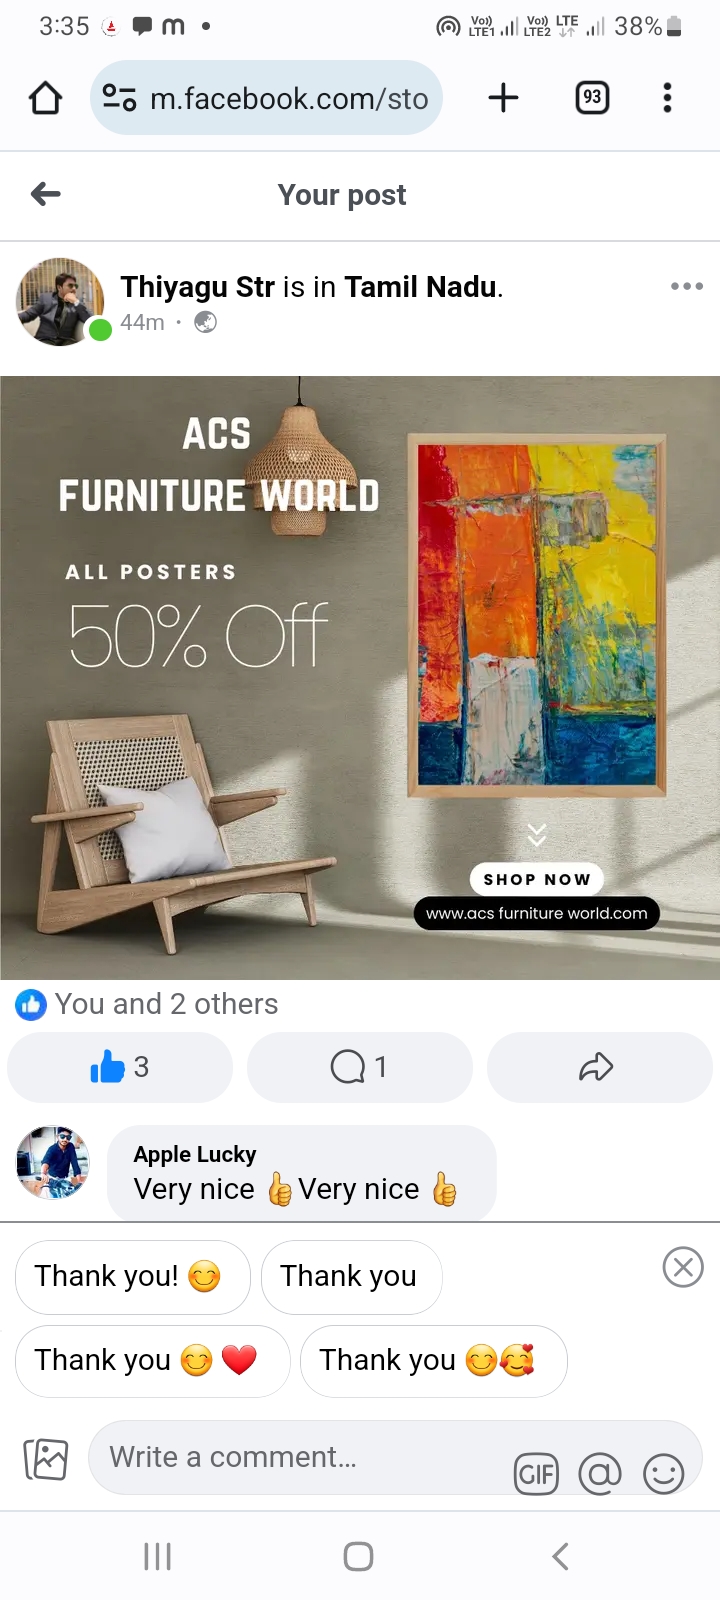 3:35 m • Vo) LTE1 Vo) LTE2 LTE 38%
m.facebook.com/sto 93
Your post
Thiyagu Str is in Tamil Nadu.
44m ·
ACS
FURNITURE WORLD
ALL POSTERS
50% Off
SHOP NOW
www.acs furniture world.com
You and 2 others
3 1
Apple Lucky
Very nice 👍Very nice 👍
Thank you! 😊 Thank you
Thank you 😊❤️ Thank you 😊🥰
Write a comment... GIF @